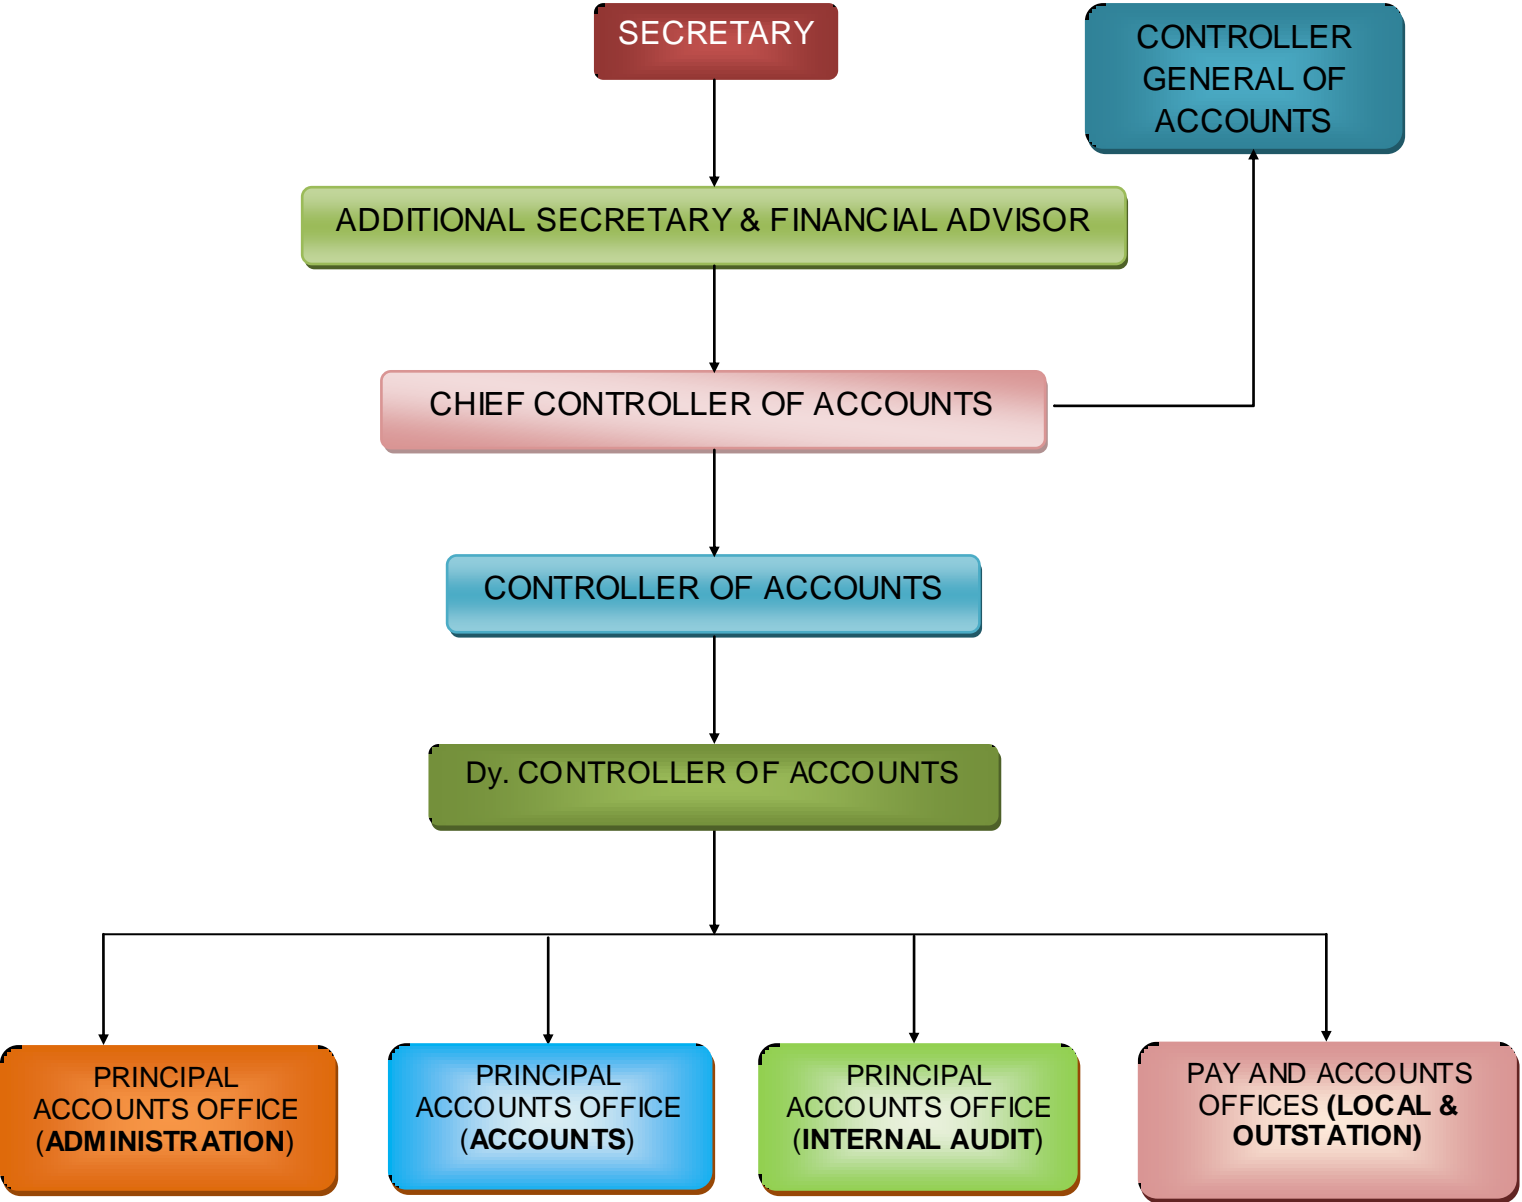 SECRETARY
CONTROLLER
GENERAL OF
ACCOUNTS
ADDITIONAL SECRETARY & FINANCIAL ADVISOR
CHIEF CONTROLLER OF ACCOUNTS
CONTROLLER OF ACCOUNTS
Dy. CONTROLLER OF ACCOUNTS
PRINCIPAL
ACCOUNTS OFFICE
(ADMINISTRATION)
PRINCIPAL
ACCOUNTS OFFICE
(ACCOUNTS)
PRINCIPAL
ACCOUNTS OFFICE
(INTERNAL AUDIT)
PAY AND ACCOUNTS
OFFICES (LOCAL &
OUTSTATION)